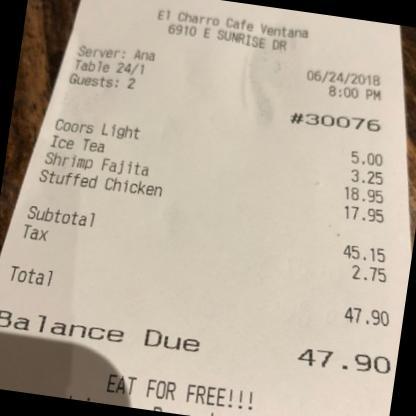 El Charro Cafe Ventana
6910 E SUNRISE DR
Server: Ana 06/24/2018
Table 24/1 8:00 PM
Guests: 2
#30076
Coors Light 5.00
Ice Tea 3.25
Shrimp Fajita 18.95
Stuffed Chicken 17.95
Subtotal 45.15
Tax 2.75
Total 47.90
Balance Due 47.90
EAT FOR FREE!!!